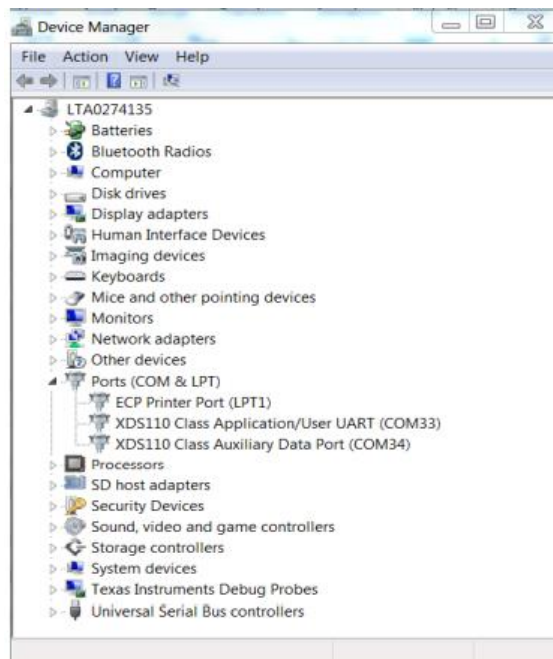 Device Manager
File Action View Help
LTA0274135
Batteries
Bluetooth Radios
Computer
Disk drives
Display adapters
Human Interface Devices
Imaging devices
Keyboards
Mice and other pointing devices
Monitors
Network adapters
Other devices
Ports (COM & LPT)
ECP Printer Port (LPT1)
XDS110 Class Application/User UART (COM33)
XDS110 Class Auxiliary Data Port (COM34)
Processors
SD host adapters
Security Devices
Sound, video and game controllers
Storage controllers
System devices
Texas Instruments Debug Probes
Universal Serial Bus controllers